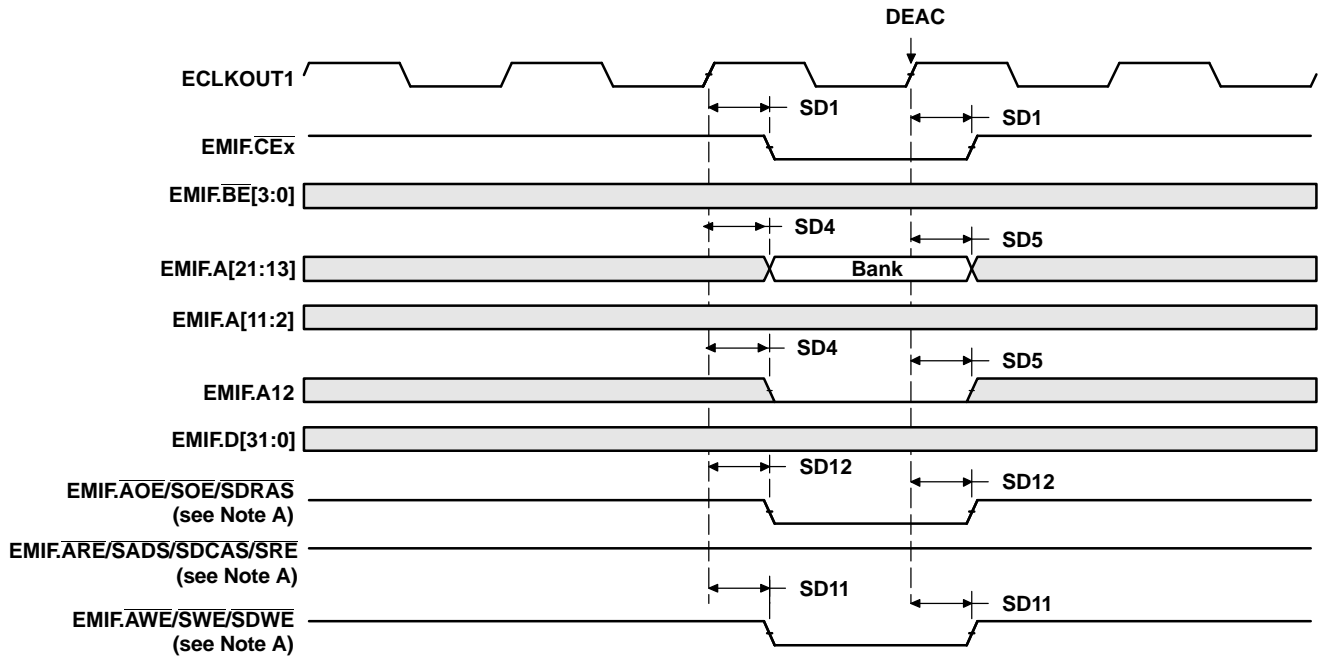 DEAC
ECLKOUT1
SD1
SD1
EMIF.CEx
EMIF.BE[3:0]
SD4
SD5
EMIF.A[21:13]
Bank
EMIF.A[11:2]
SD4
SD5
EMIF.A12
EMIF.D[31:0]
SD12
SD12
EMIF.AOE/SOE/SDRAS
(see Note A)
EMIF.ARE/SADS/SDCAS/SRE
(see Note A)
SD11
SD11
EMIF.AWE/SWE/SDWE
(see Note A)